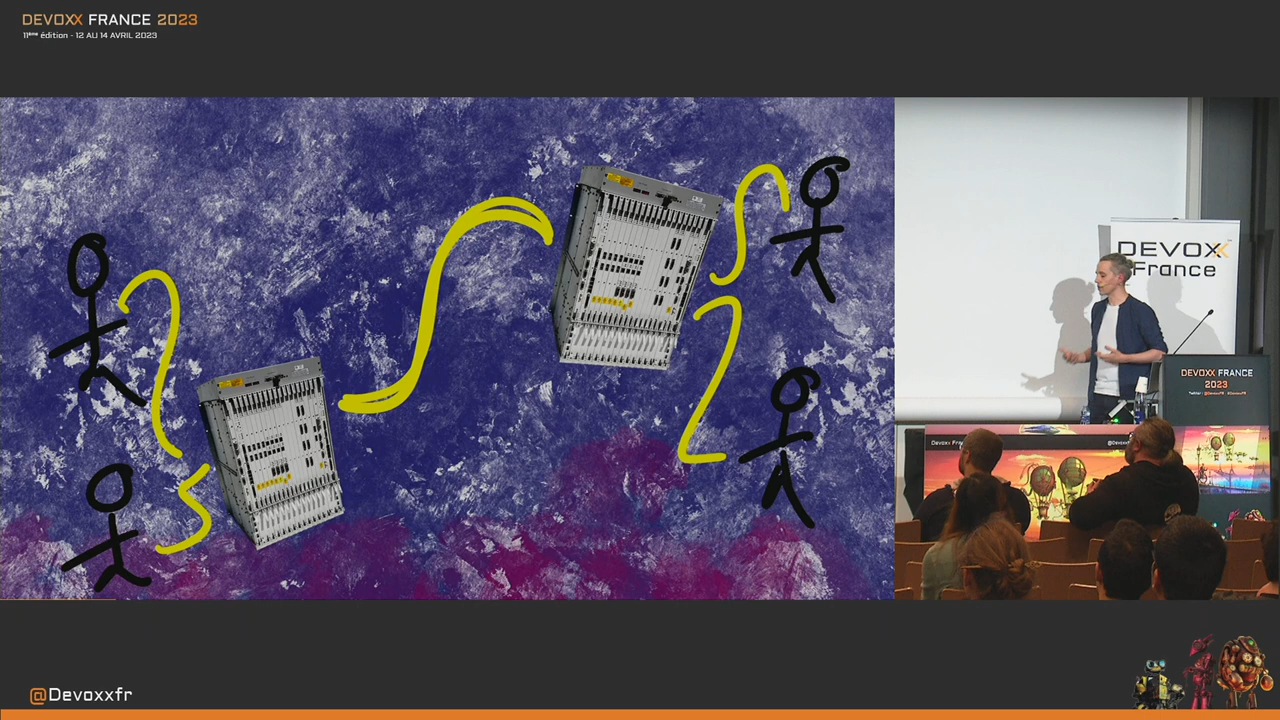 DEVOXX FRANCE 2023
11ème édition - 12 AU 14 AVRIL 2023
DEVOXX
France
DEVOXX FRANCE
2023
@Devoxxfr